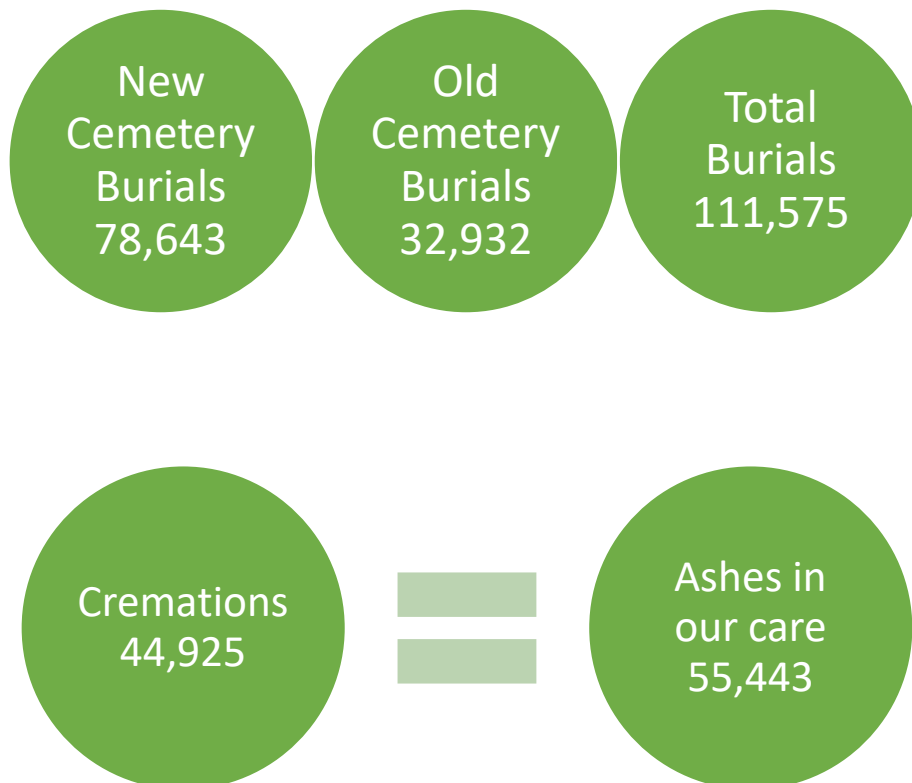 New
Cemetery
Burials
78,643
Old
Cemetery
Burials
32,932
Total
Burials
111,575
Cremations
44,925
Ashes in
our care
55,443